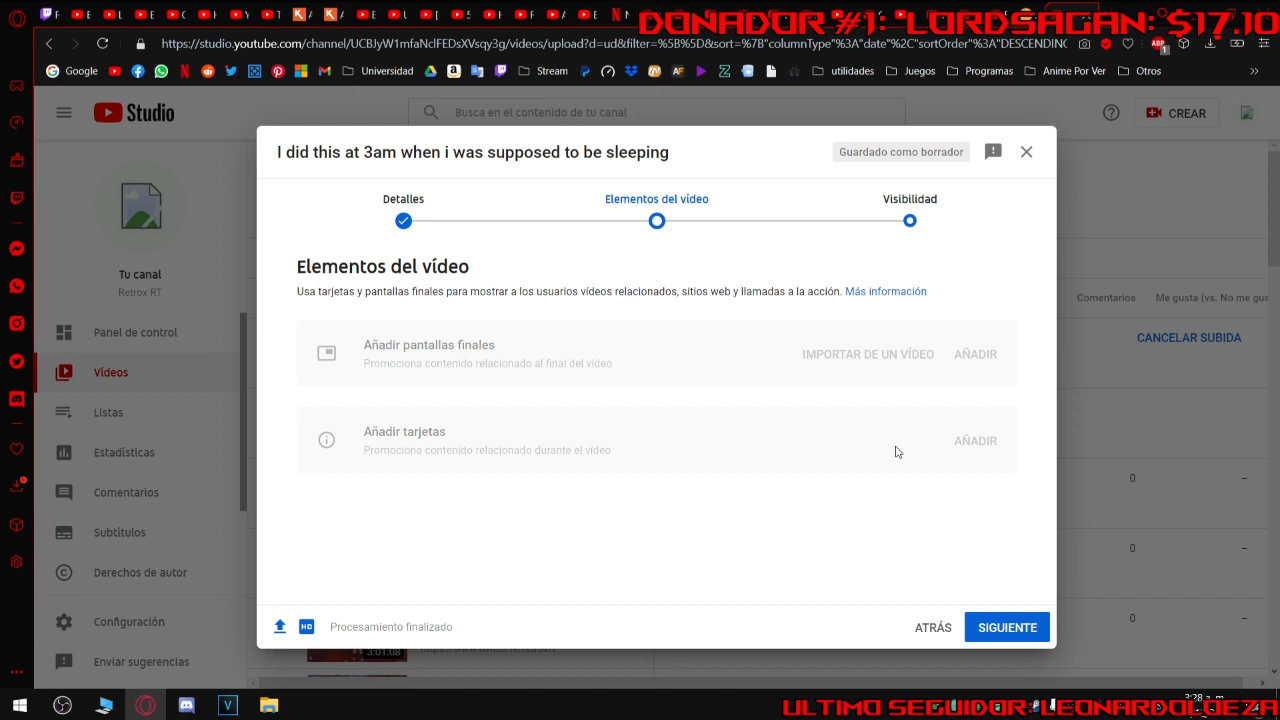 DONADOR #1: LORDSAGAN: $17.10
https://studio.youtube.com/channel/UCBJyW1mfaNclFEDsXVsqy3g/videos/upload?d=ud&filter=%5B%5D&sort=%7B"columnType"%3A"date"%2C"sortOrder"%3A"DESCENDING
Google
Universidad
Stream
utilidades
Juegos
Programas
Anime Por Ver
Otros
Studio
Busca en el contenido de tu canal
CREAR
I did this at 3am when i was supposed to be sleeping
Guardado como borrador
Detalles
Elementos del vídeo
Visibilidad
Elementos del vídeo
Usa tarjetas y pantallas finales para mostrar a los usuarios vídeos relacionados, sitios web y llamadas a la acción. Más información
Añadir pantallas finales
Promociona contenido relacionado al final del vídeo
IMPORTAR DE UN VÍDEO
AÑADIR
Añadir tarjetas
Promociona contenido relacionado durante el vídeo
AÑADIR
HD
Procesamiento finalizado
ATRÁS
SIGUIENTE
Tu canal
Retrox RT
Panel de control
Vídeos
Listas
Estadísticas
Comentarios
Subtítulos
Derechos de autor
Configuración
Enviar sugerencias
Comentarios
Me gusta (vs. No me gus
CANCELAR SUBIDA
0
–
0
–
0
–
3:01:08
3:28 a. m.
ULTIMO SEGUIDOR: LEONARDOLOEZA